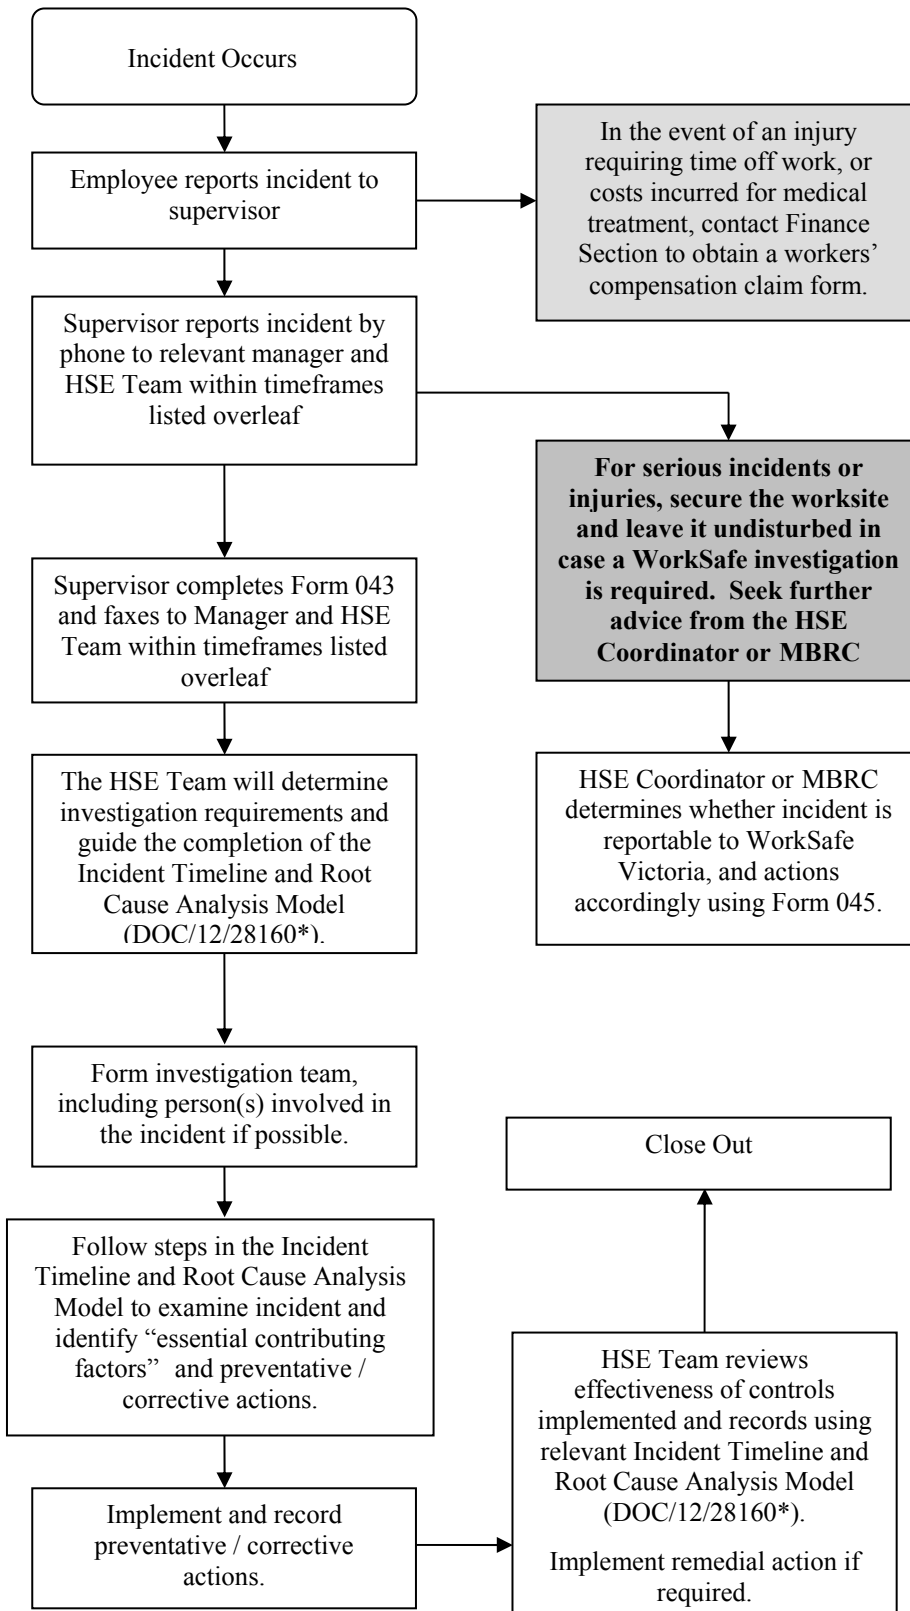 Incident Occurs
Employee reports incident to
supervisor
In the event of an injury
requiring time off work, or
costs incurred for medical
treatment, contact Finance
Section to obtain a workers’
compensation claim form.
Supervisor reports incident by
phone to relevant manager and
HSE Team within timeframes
listed overleaf
For serious incidents or
injuries, secure the worksite
and leave it undisturbed in
case a WorkSafe investigation
is required.  Seek further
advice from the HSE
Coordinator or MBRC
Supervisor completes Form 043
and faxes to Manager and HSE
Team within timeframes listed
overleaf
HSE Coordinator or MBRC
determines whether incident is
reportable to WorkSafe
Victoria, and actions
accordingly using Form 045.
The HSE Team will determine
investigation requirements and
guide the completion of the
Incident Timeline and Root
Cause Analysis Model
(DOC/12/28160*).
Form investigation team,
including person(s) involved in
the incident if possible.
Follow steps in the Incident
Timeline and Root Cause Analysis
Model to examine incident and
identify “essential contributing
factors”  and preventative /
corrective actions.
Implement and record
preventative / corrective
actions.
HSE Team reviews
effectiveness of controls
implemented and records using
relevant Incident Timeline and
Root Cause Analysis Model
(DOC/12/28160*).
Implement remedial action if
required.
Close Out